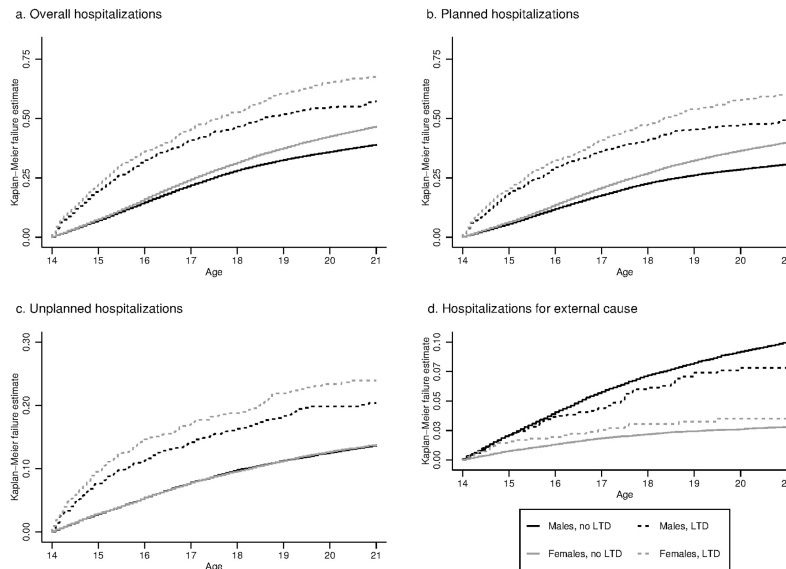 a. Overall hospitalizations
Kaplan−Meier failure estimate
0.00 0.25 0.50 0.75
14 15 16 17 18 19 20 21
Age
b. Planned hospitalizations
Kaplan−Meier failure estimate
0.00 0.25 0.50 0.75
14 15 16 17 18 19 20 2
Age
c. Unplanned hospitalizations
Kaplan−Meier failure estimate
0.00 0.10 0.20 0.30
14 15 16 17 18 19 20 21
Age
d. Hospitalizations for external cause
Kaplan−Meier failure estimate
0.00 0.03 0.05 0.07 0.10
14 15 16 17 18 19 20 2
Age
Males, no LTD Males, LTD
Females, no LTD Females, LTD